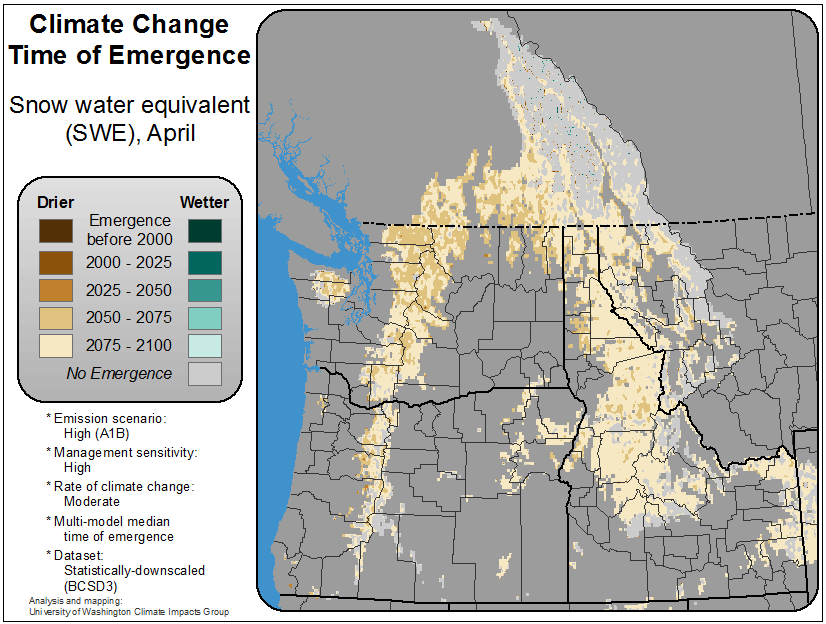 Climate Change
Time of Emergence
Snow water equivalent
(SWE), April
Drier
Wetter
Emergence
before 2000
2000 - 2025
2025 - 2050
2050 - 2075
2075 - 2100
No Emergence
* Emission scenario:
High (A1B)
* Management sensitivity:
High
* Rate of climate change:
Moderate
* Multi-model median
time of emergence
* Dataset:
Statistically-downscaled
(BCSD3)
Analysis and mapping:
University of Washington Climate Impacts Group